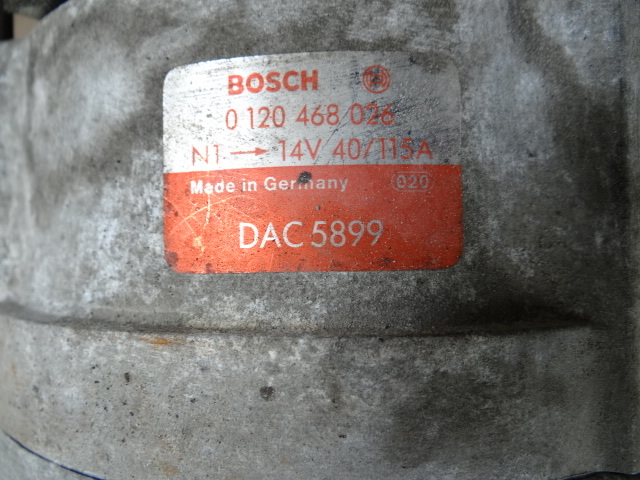 BOSCH
0 120 468 026
N1 → 14V 40/115A
Made in Germany 020
DAC 5899